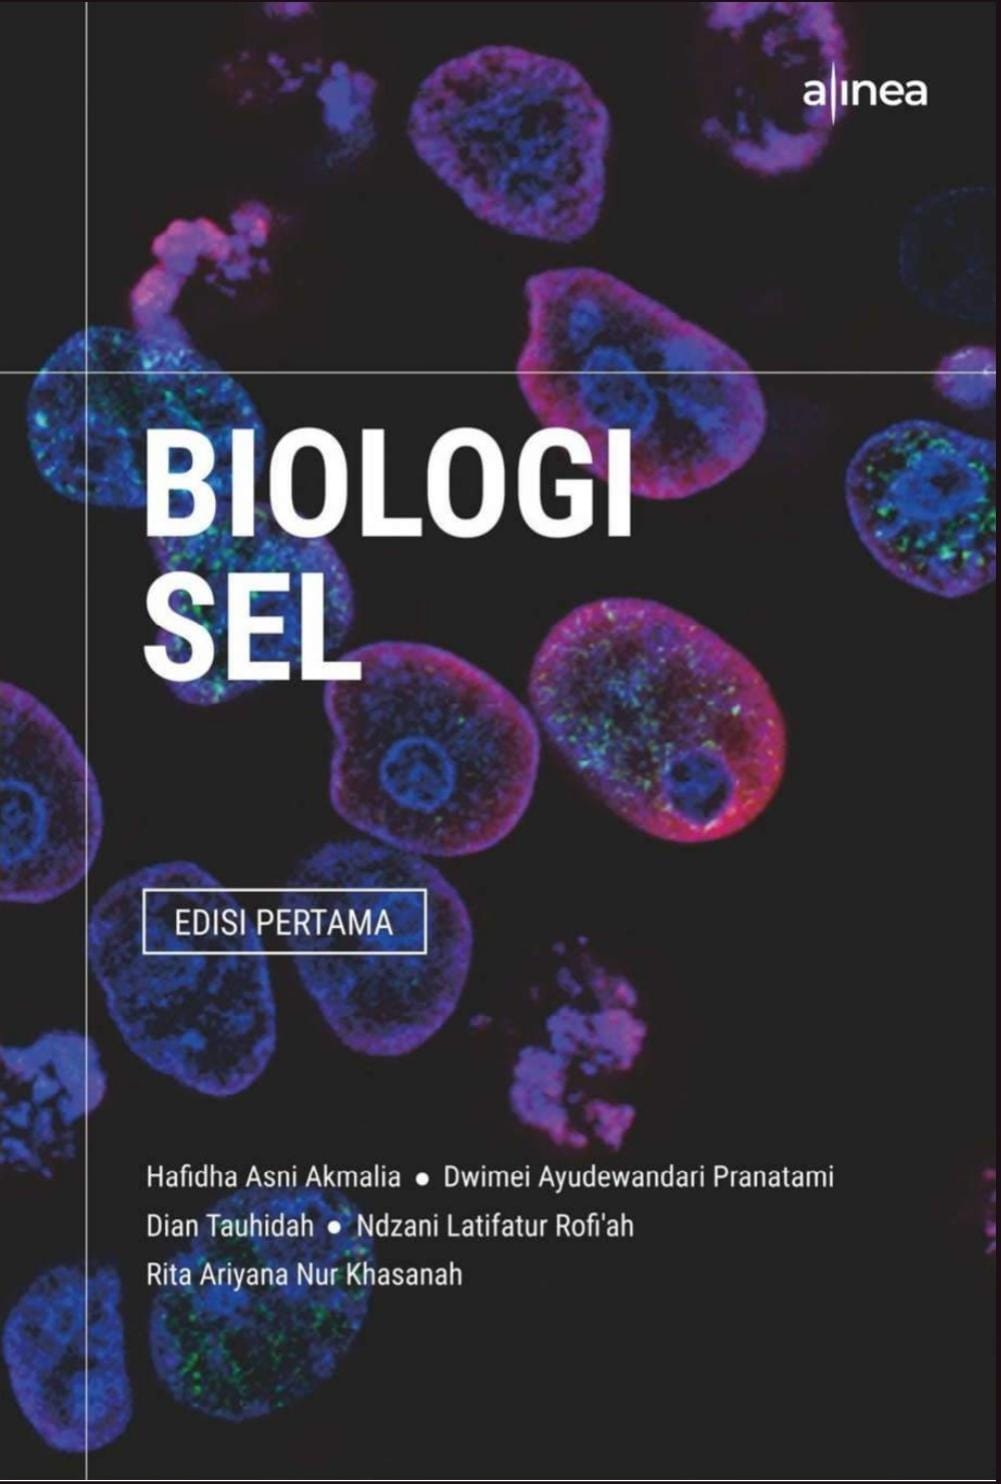 alinea
BIOLOGI
SEL
EDISI PERTAMA
Hafidha Asni Akmalia ● Dwimei Ayudewandari Pranatami
Dian Tauhidah ● Ndzani Latifatur Rofi'ah
Rita Ariyana Nur Khasanah